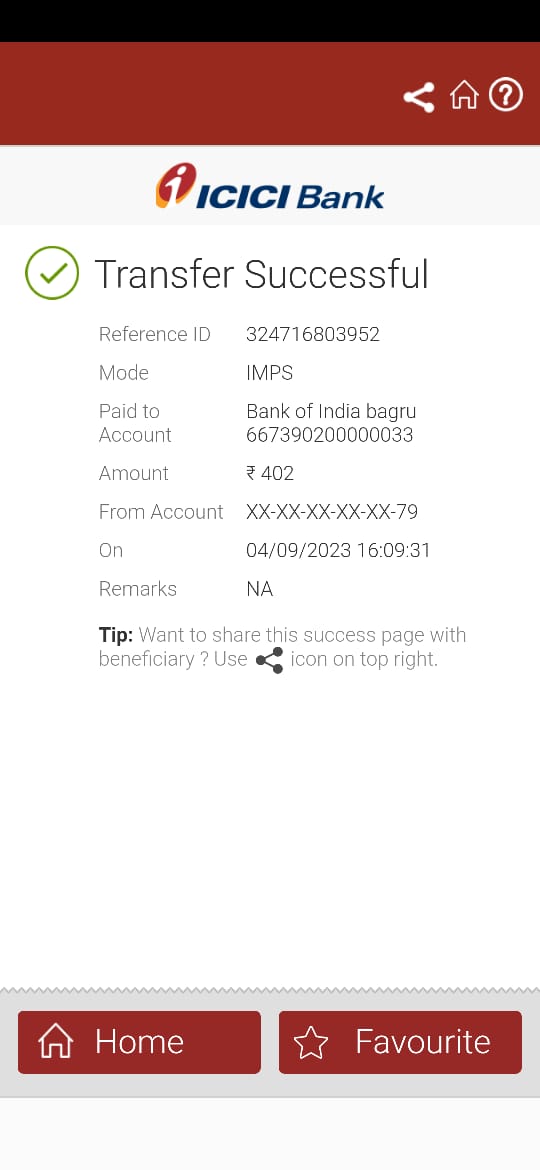 ICICI Bank
Transfer Successful
Reference ID 324716803952
Mode IMPS
Paid to Bank of India bagru
Account 667390200000033
Amount ₹ 402
From Account XX-XX-XX-XX-XX-79
On 04/09/2023 16:09:31
Remarks NA
Tip: Want to share this success page with
beneficiary ? Use icon on top right.
Home Favourite